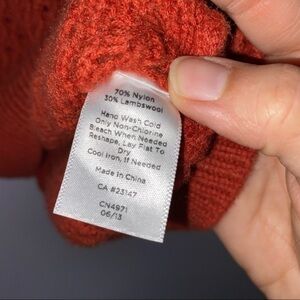 70% Nylon
30% Lambswool
Hand Wash Cold
Only Non-Chlorine
Bleach When Needed
Reshape, Lay Flat To
Dry
Cool Iron, If Needed
Made In China
CA #23147
CN4971
06/13